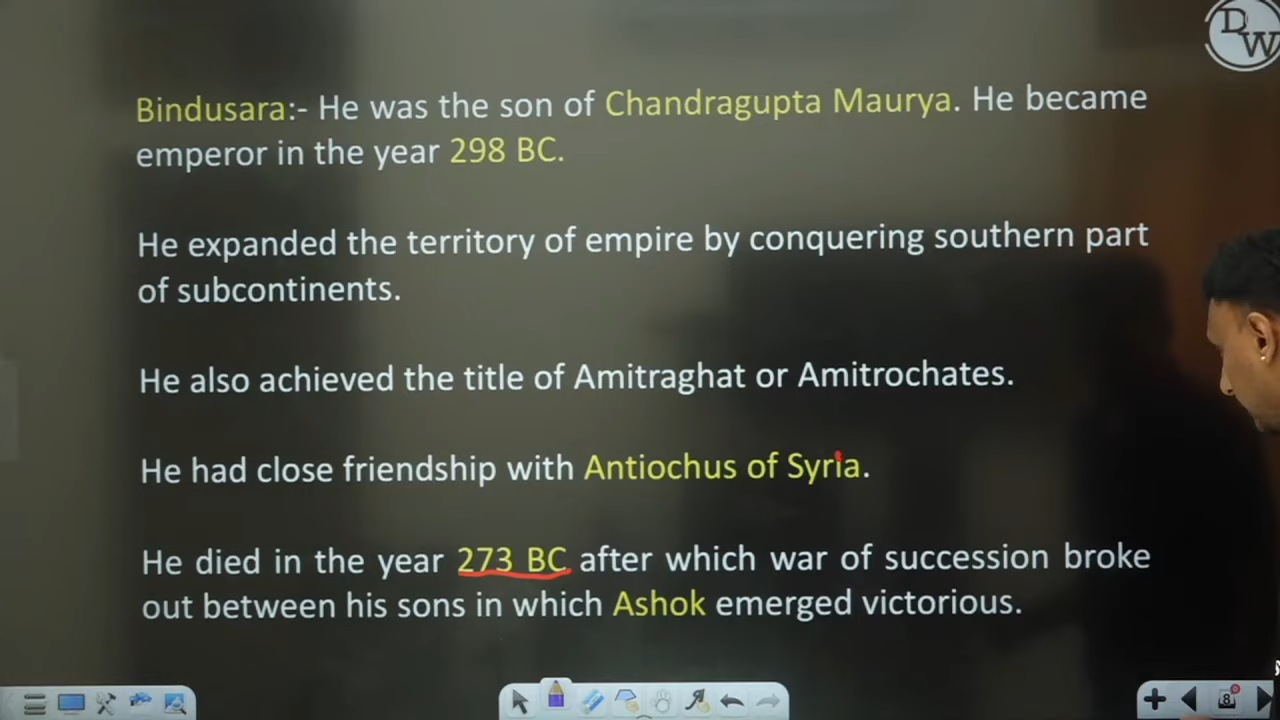 DW
Bindusara:- He was the son of Chandragupta Maurya. He became
emperor in the year 298 BC.
He expanded the territory of empire by conquering southern part
of subcontinents.
He also achieved the title of Amitraghat or Amitrochates.
He had close friendship with Antiochus of Syria.
He died in the year 273 BC after which war of succession broke
out between his sons in which Ashok emerged victorious.
8